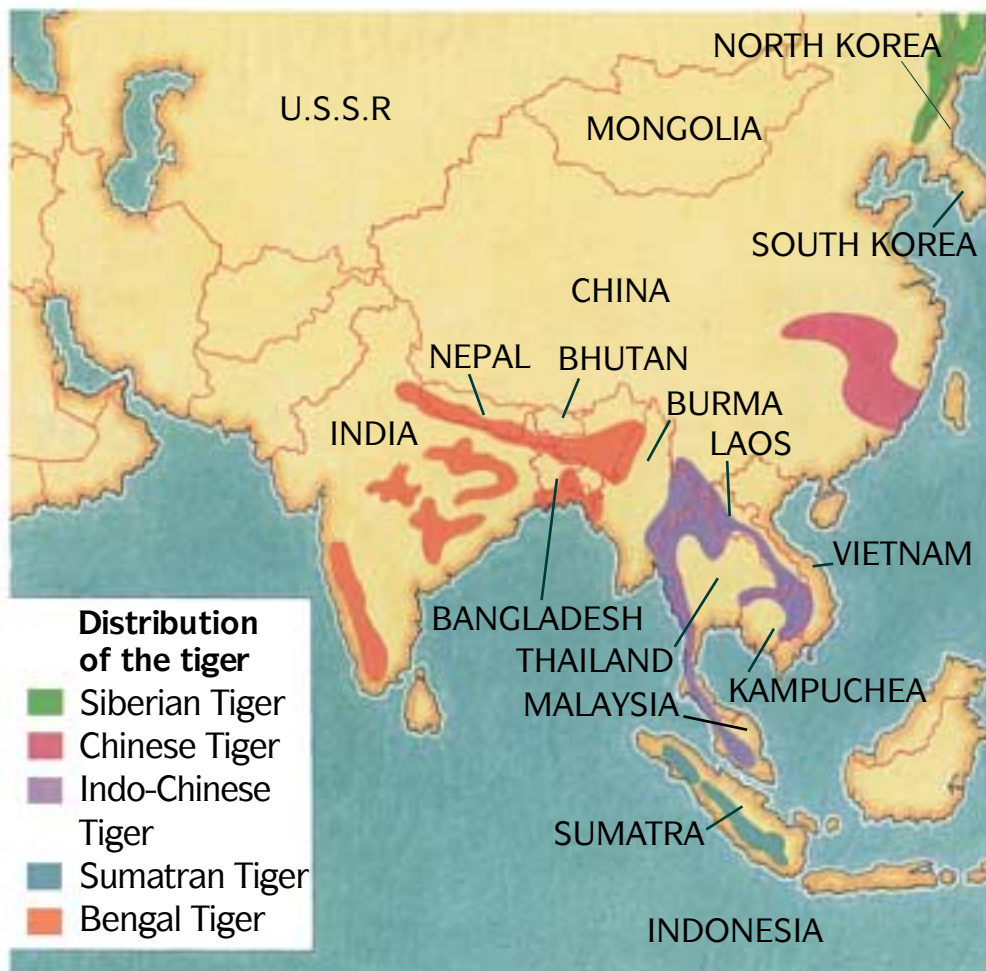 NORTH KOREA
U.S.S.R
MONGOLIA
SOUTH KOREA
CHINA
NEPAL
BHUTAN
BURMA
INDIA
LAOS
VIETNAM
BANGLADESH
THAILAND
KAMPUCHEA
MALAYSIA
SUMATRA
INDONESIA
Distribution
of the tiger
Siberian Tiger
Chinese Tiger
Indo-Chinese
Tiger
Sumatran Tiger
Bengal Tiger